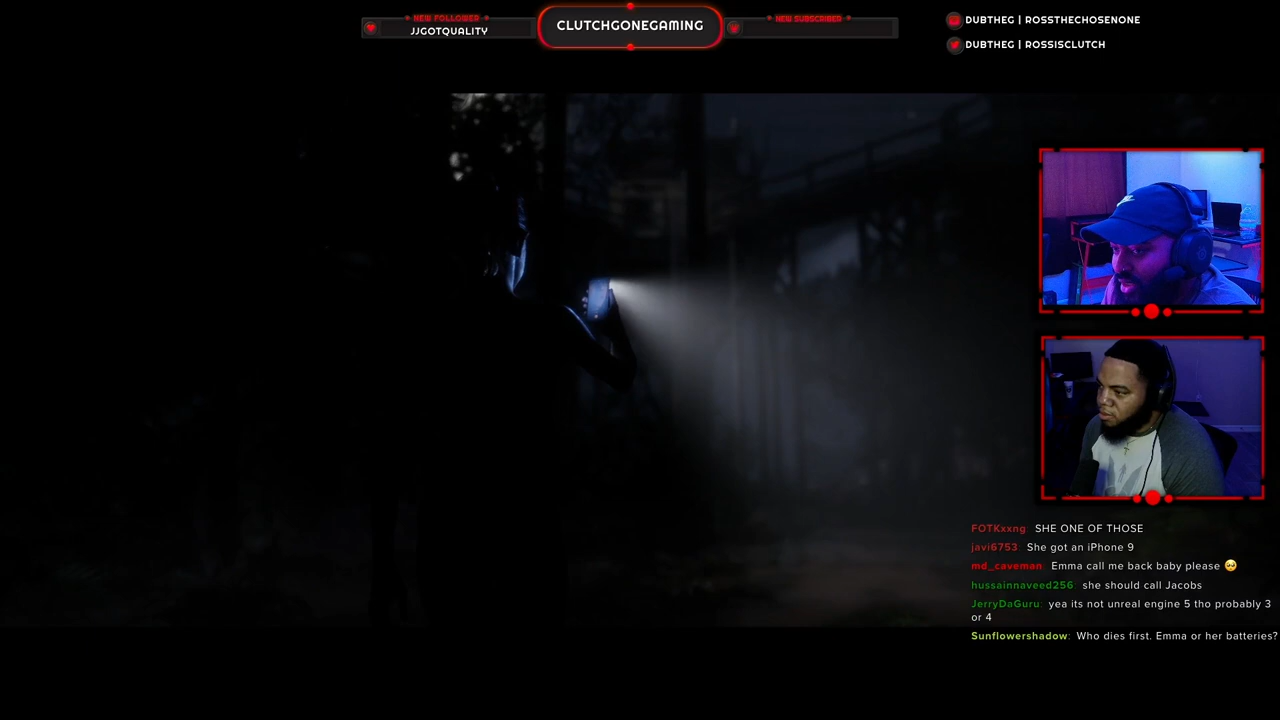 NEW FOLLOWER
JJGOTQUALITY
CLUTCHGONEGAMING
NEW SUBSCRIBER
DUBTHEG | ROSSTHECHOSENONE
DUBTHEG | ROSSISCLUTCH
FOTKxxng: SHE ONE OF THOSE
javi6753: She got an iPhone 9
md_caveman: Emma call me back baby please 🥺
hussainnaveed256: she should call Jacobs
JerryDaGuru: yea its not unreal engine 5 tho probably 3
or 4
Sunflowershadow: Who dies first. Emma or her batteries?